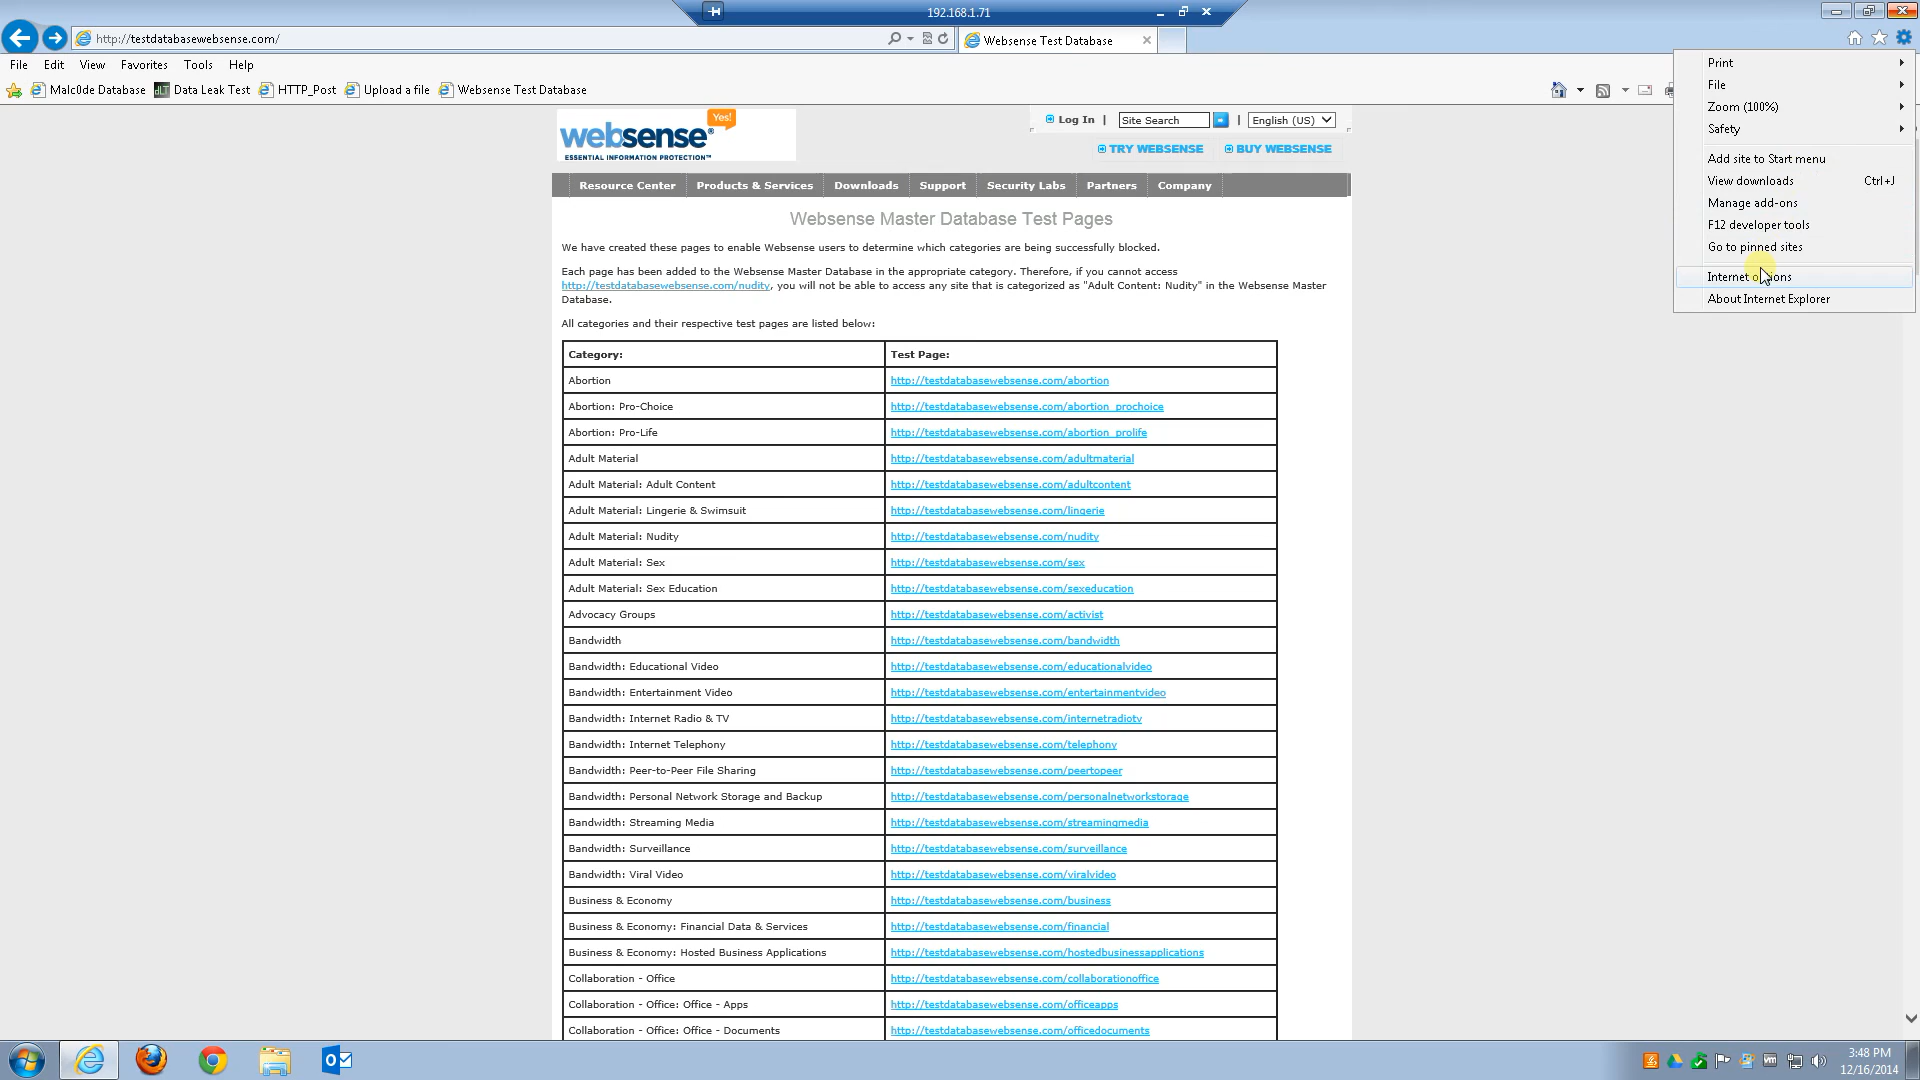 192.168.1.71
http://testdatabasewebsense.com/
Websense Test Database
File Edit View Favorites Tools Help
Malc0de Database Data Leak Test HTTP_Post Upload a file Websense Test Database
Print
File
Zoom (100%)
Safety
Add site to Start menu
View downloads Ctrl+J
Manage add-ons
F12 developer tools
Go to pinned sites
Internet options
About Internet Explorer
websense®
Yes!
ESSENTIAL INFORMATION PROTECTION™
Log In | Site Search | English (US)
TRY WEBSENSE BUY WEBSENSE
Resource Center Products & Services Downloads Support Security Labs Partners Company
Websense Master Database Test Pages
We have created these pages to enable Websense users to determine which categories are being successfully blocked.
Each page has been added to the Websense Master Database in the appropriate category. Therefore, if you cannot access
http://testdatabasewebsense.com/nudity, you will not be able to access any site that is categorized as "Adult Content: Nudity" in the Websense Master
Database.
All categories and their respective test pages are listed below:
Category: Test Page:
Abortion http://testdatabasewebsense.com/abortion
Abortion: Pro-Choice http://testdatabasewebsense.com/abortion_prochoice
Abortion: Pro-Life http://testdatabasewebsense.com/abortion_prolife
Adult Material http://testdatabasewebsense.com/adultmaterial
Adult Material: Adult Content http://testdatabasewebsense.com/adultcontent
Adult Material: Lingerie & Swimsuit http://testdatabasewebsense.com/lingerie
Adult Material: Nudity http://testdatabasewebsense.com/nudity
Adult Material: Sex http://testdatabasewebsense.com/sex
Adult Material: Sex Education http://testdatabasewebsense.com/sexeducation
Advocacy Groups http://testdatabasewebsense.com/activist
Bandwidth http://testdatabasewebsense.com/bandwidth
Bandwidth: Educational Video http://testdatabasewebsense.com/educationalvideo
Bandwidth: Entertainment Video http://testdatabasewebsense.com/entertainmentvideo
Bandwidth: Internet Radio & TV http://testdatabasewebsense.com/internetradiotv
Bandwidth: Internet Telephony http://testdatabasewebsense.com/telephony
Bandwidth: Peer-to-Peer File Sharing http://testdatabasewebsense.com/peertopeer
Bandwidth: Personal Network Storage and Backup http://testdatabasewebsense.com/personalnetworkstorage
Bandwidth: Streaming Media http://testdatabasewebsense.com/streamingmedia
Bandwidth: Surveillance http://testdatabasewebsense.com/surveillance
Bandwidth: Viral Video http://testdatabasewebsense.com/viralvideo
Business & Economy http://testdatabasewebsense.com/business
Business & Economy: Financial Data & Services http://testdatabasewebsense.com/financial
Business & Economy: Hosted Business Applications http://testdatabasewebsense.com/hostedbusinessapplications
Collaboration - Office http://testdatabasewebsense.com/collaborationoffice
Collaboration - Office: Office - Apps http://testdatabasewebsense.com/officeapps
Collaboration - Office: Office - Documents http://testdatabasewebsense.com/officedocuments
3:48 PM
12/16/2014